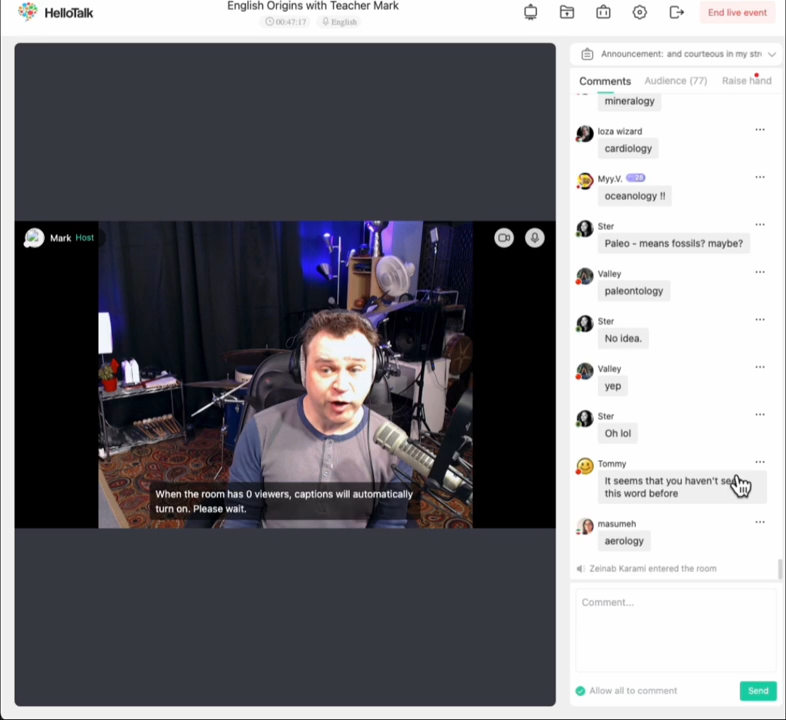 HelloTalk
English Origins with Teacher Mark
00:47:17
English
End live event
Mark Host
When the room has 0 viewers, captions will automatically
turn on. Please wait.
Announcement: and courteous in my str
Comments
Audience (77)
Raise hand
mineralogy
loza wizard
cardiology
Myy.V.
oceanology !!
Ster
Paleo - means fossils? maybe?
Valley
paleontology
Ster
No idea.
Valley
yep
Ster
Oh lol
Tommy
It seems that you haven't
this word before
masumeh
aerology
Zeinab Karami entered the room
Comment...
Allow all to comment
Send